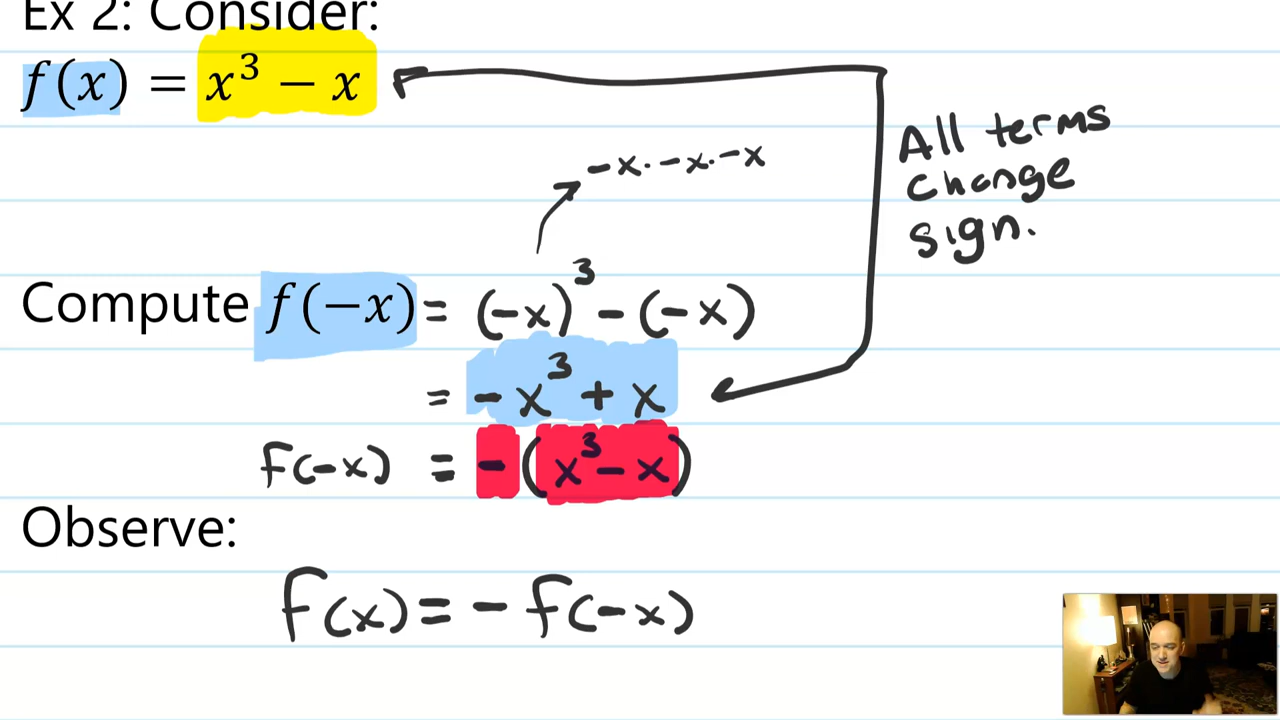 Ex 2: Consider:
f(x) = x³ − x
-x·-x·-x
All terms
change
sign.
Compute f(−x) = (-x)³ - (-x)
= -x³ + x
f(-x) = -(x³-x)
Observe:
f(x) = - f(-x)